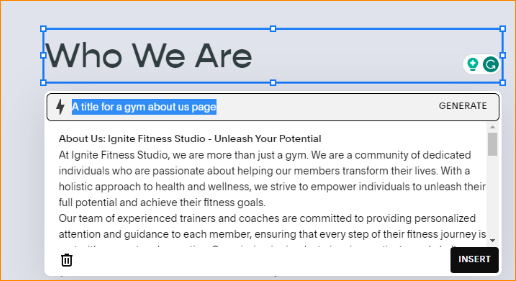 Who We Are
A title for a gym about us page
GENERATE
About Us: Ignite Fitness Studio - Unleash Your Potential
At Ignite Fitness Studio, we are more than just a gym. We are a community of dedicated
individuals who are passionate about helping our members transform their lives. With a
holistic approach to health and wellness, we strive to empower individuals to unleash their
full potential and achieve their fitness goals.
Our team of experienced trainers and coaches are committed to providing personalized
attention and guidance to each member, ensuring that every step of their fitness journey is
INSERT